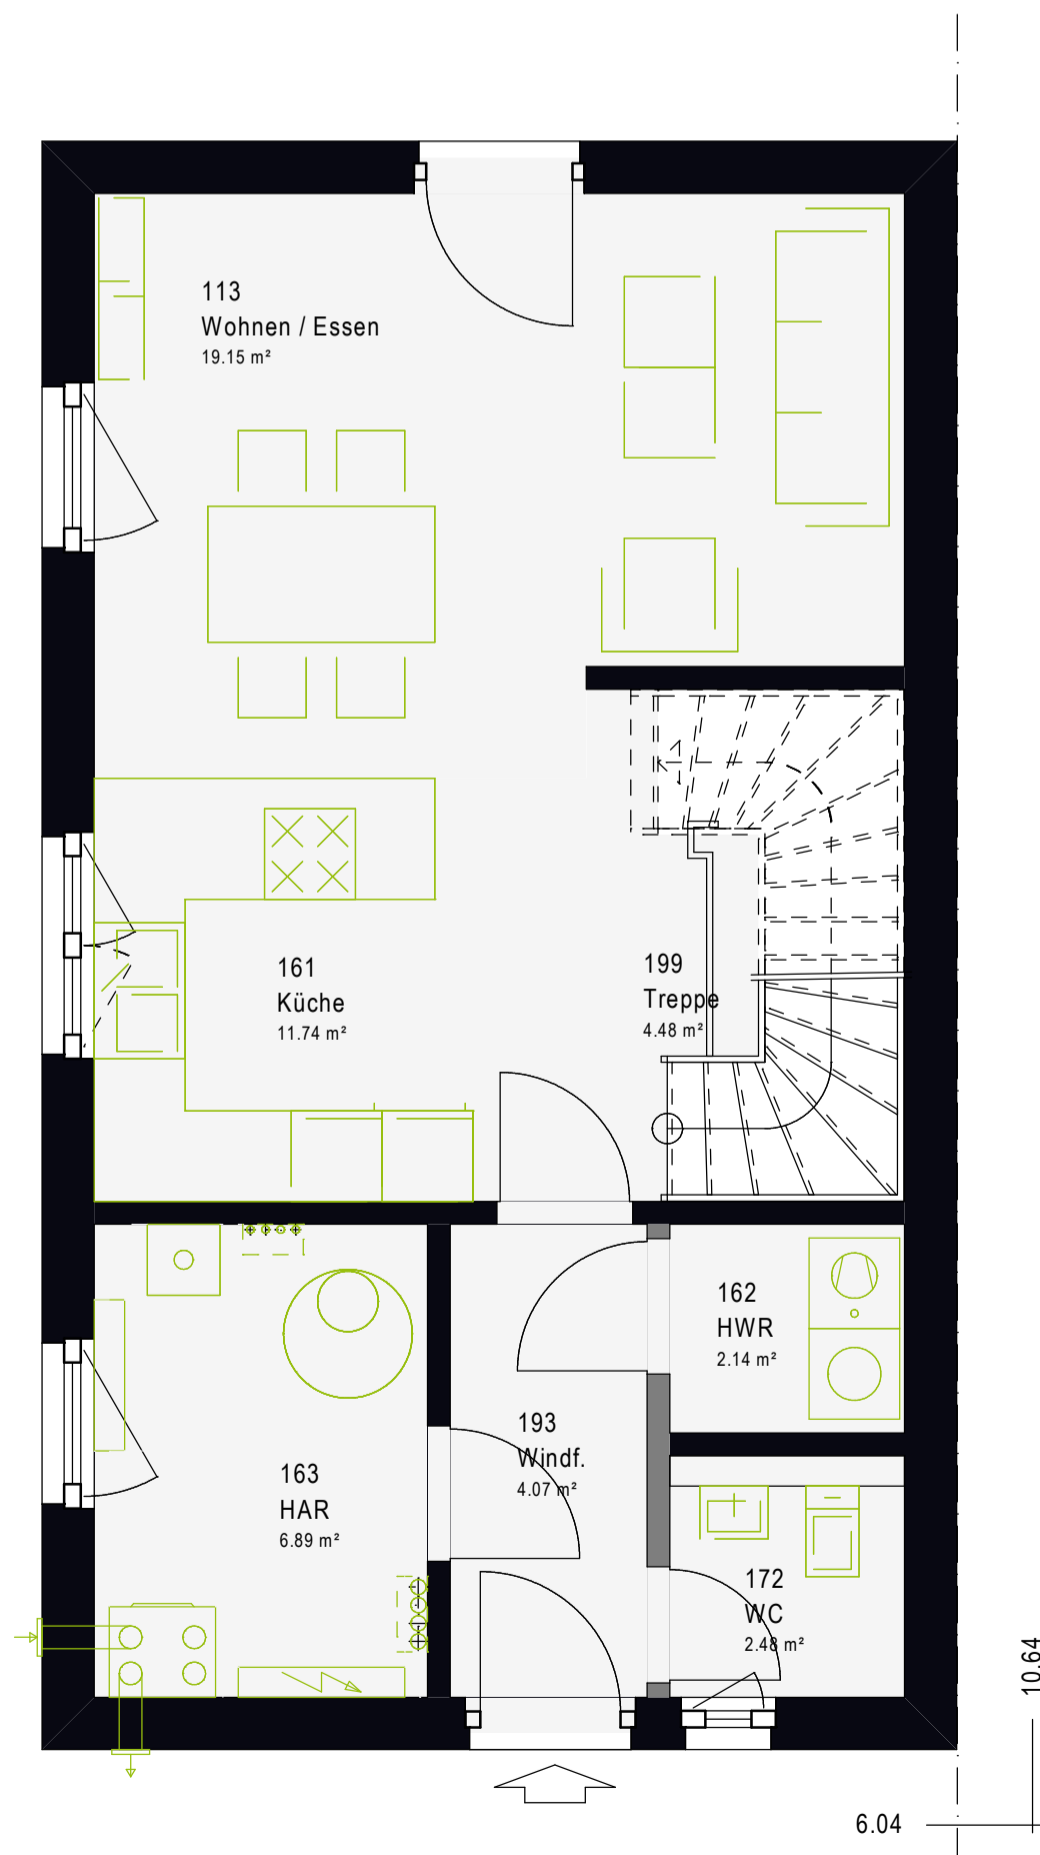 113
Wohnen / Essen
19.15 m²
161
Küche
11.74 m²
199
Treppe
4.48 m²
162
HWR
2.14 m²
193
Windf.
4.07 m²
163
HAR
6.89 m²
172
WC
2.48 m²
10.64
6.04